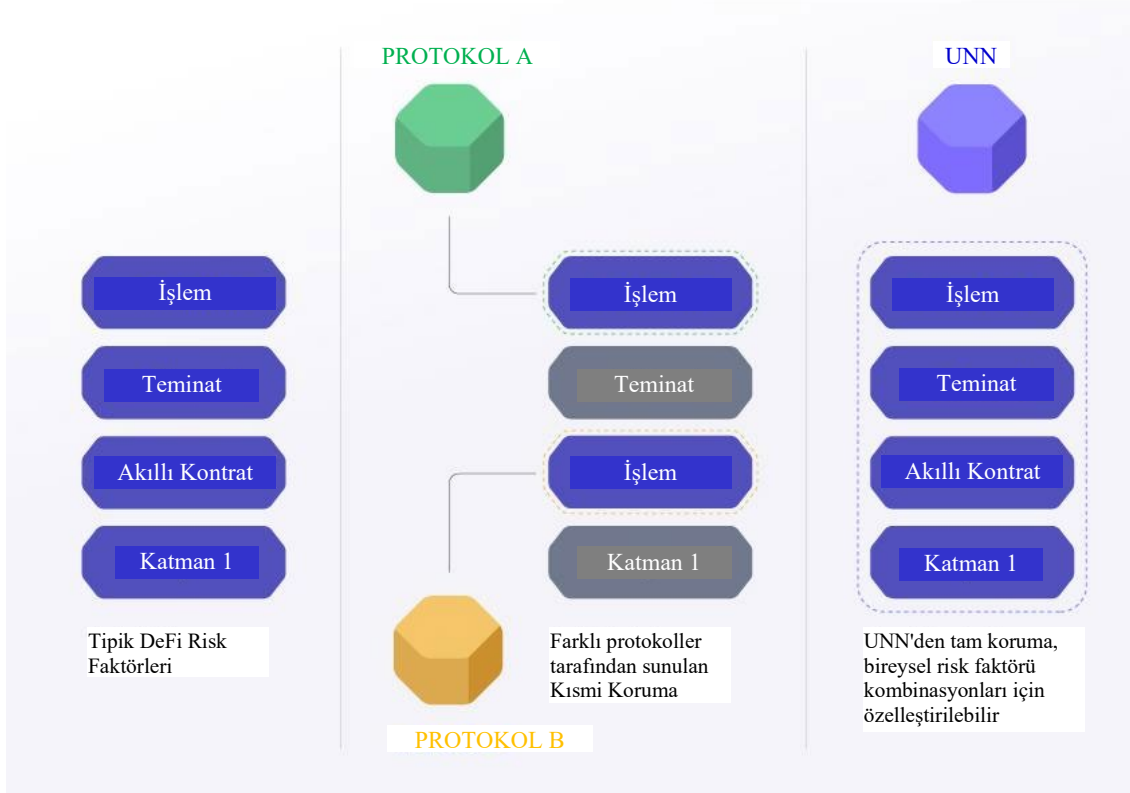 PROTOKOL A
UNN
İşlem
Teminat
Akıllı Kontrat
Katman 1
Tipik DeFi Risk
Faktörleri
İşlem
Teminat
İşlem
Katman 1
Farklı protokoller
tarafından sunulan
Kısmi Koruma
PROTOKOL B
İşlem
Teminat
Akıllı Kontrat
Katman 1
UNN'den tam koruma,
bireysel risk faktörü
kombinasyonları için
özelleştirilebilir